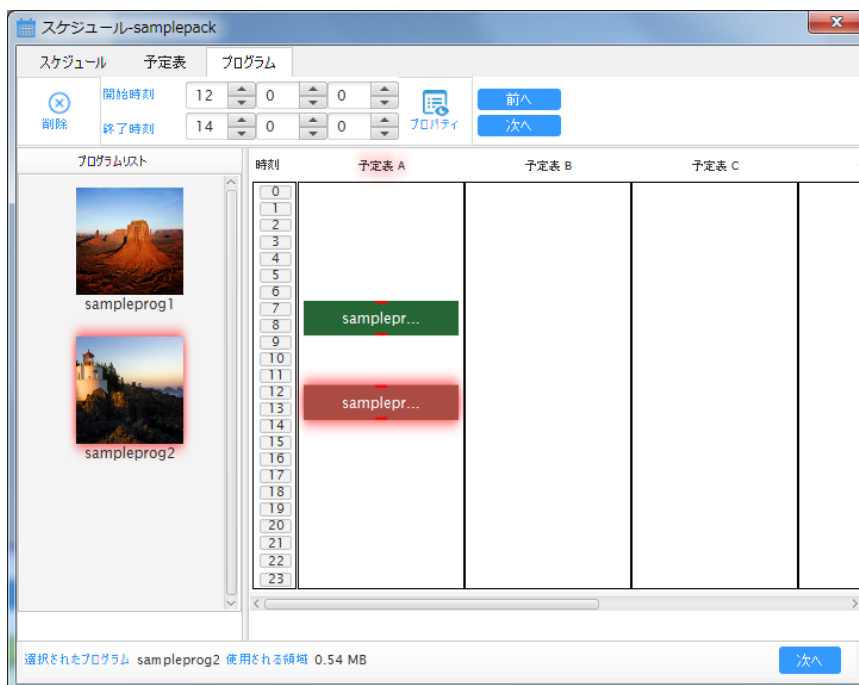 スケジュール-samplepack
スケジュール 予定表 プログラム
開始時刻 12 0 0 前へ
削除 終了時刻 14 0 0 プロパティ 次へ
プログラムリスト 時刻 予定表 A 予定表 B 予定表 C
0
1
2
3
4
5
sampleprog1 6
7
samplepr...
8
9
10
11
12
samplepr...
13
14
15
sampleprog2 16
17
18
19
20
21
22
23
選択されたプログラム sampleprog2 使用される領域 0.54 MB 次へ